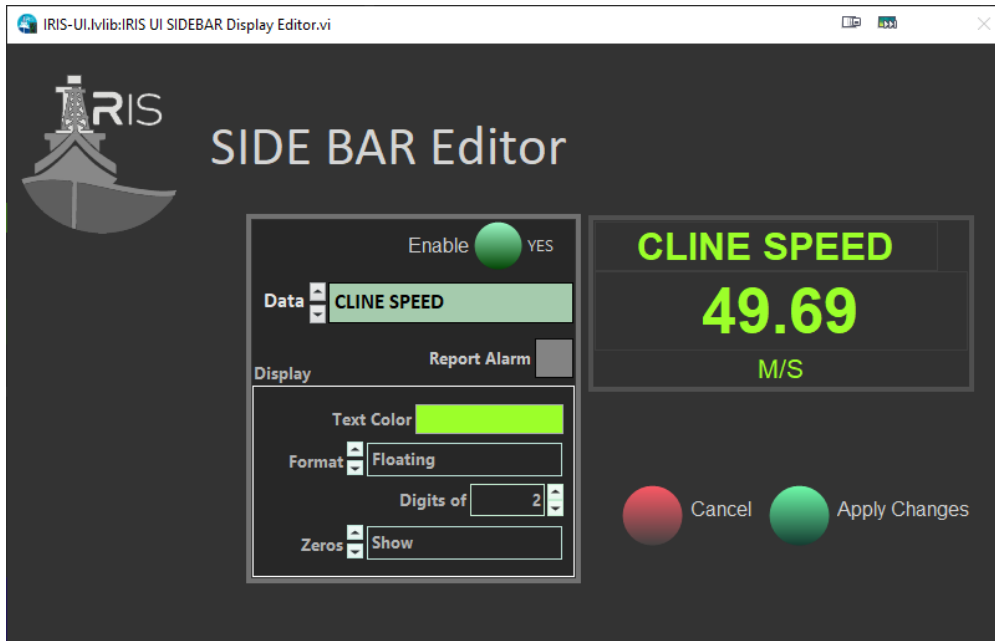 IRIS-UI.lvlib:IRIS UI SIDEBAR Display Editor.vi
IRIS
SIDE BAR Editor
Enable YES
Data CLINE SPEED
Report Alarm
Display
Text Color
Format Floating
Digits of 2
Zeros Show
CLINE SPEED
49.69
M/S
Cancel
Apply Changes